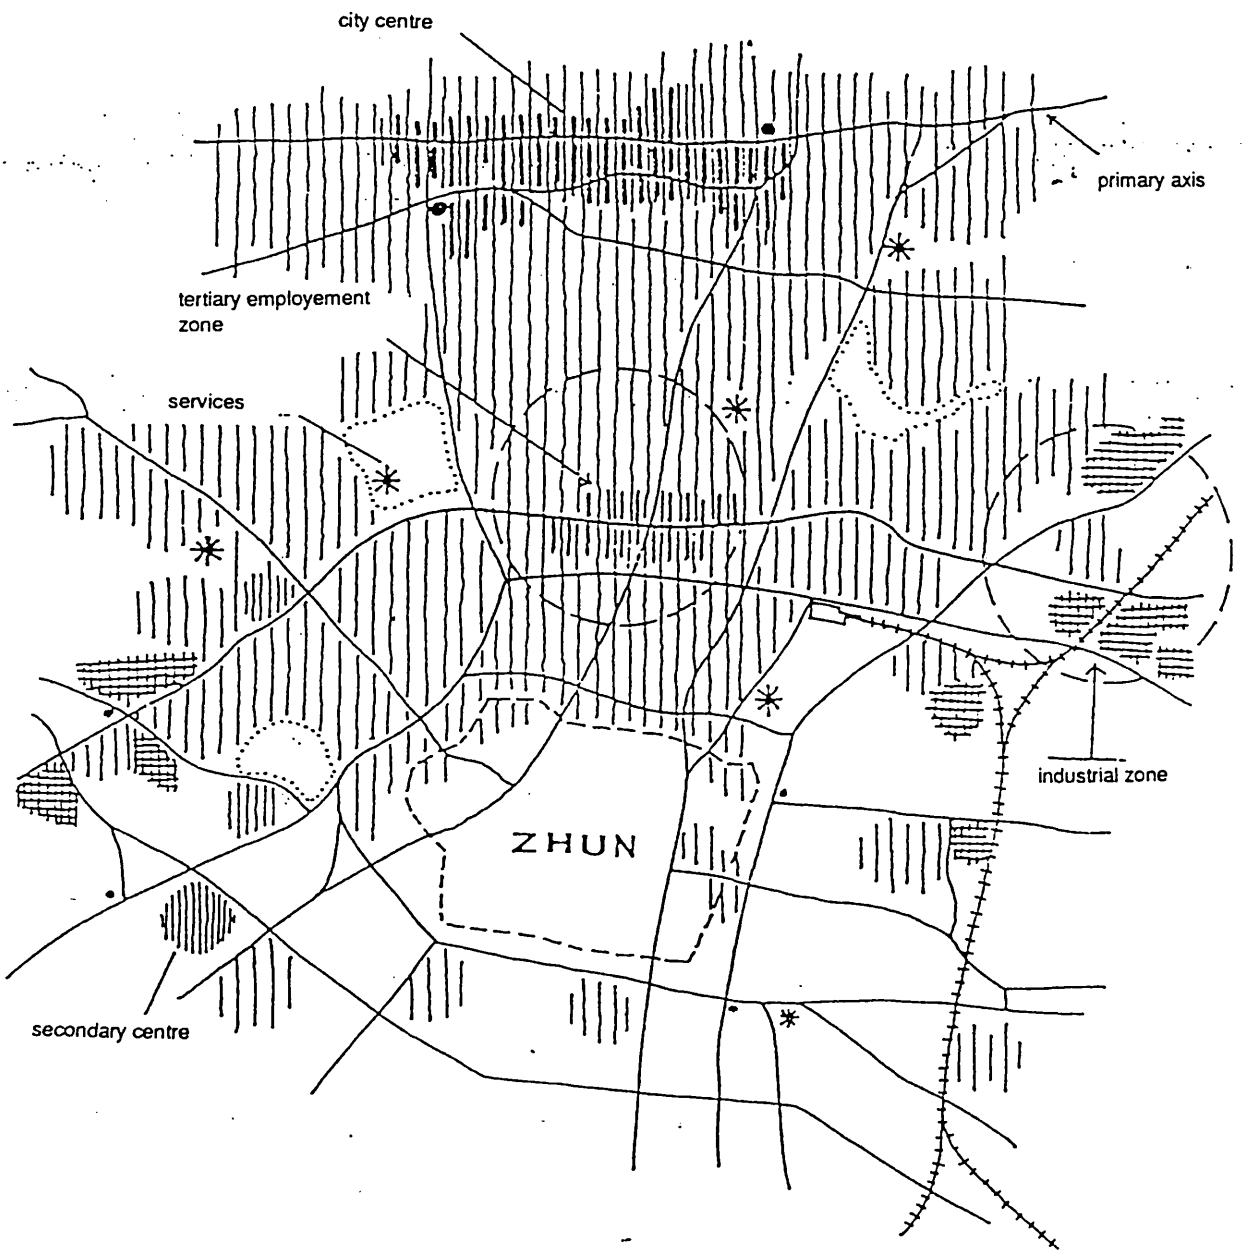 city centre
primary axis
tertiary employement
zone
services
industrial zone
ZHUN
secondary centre